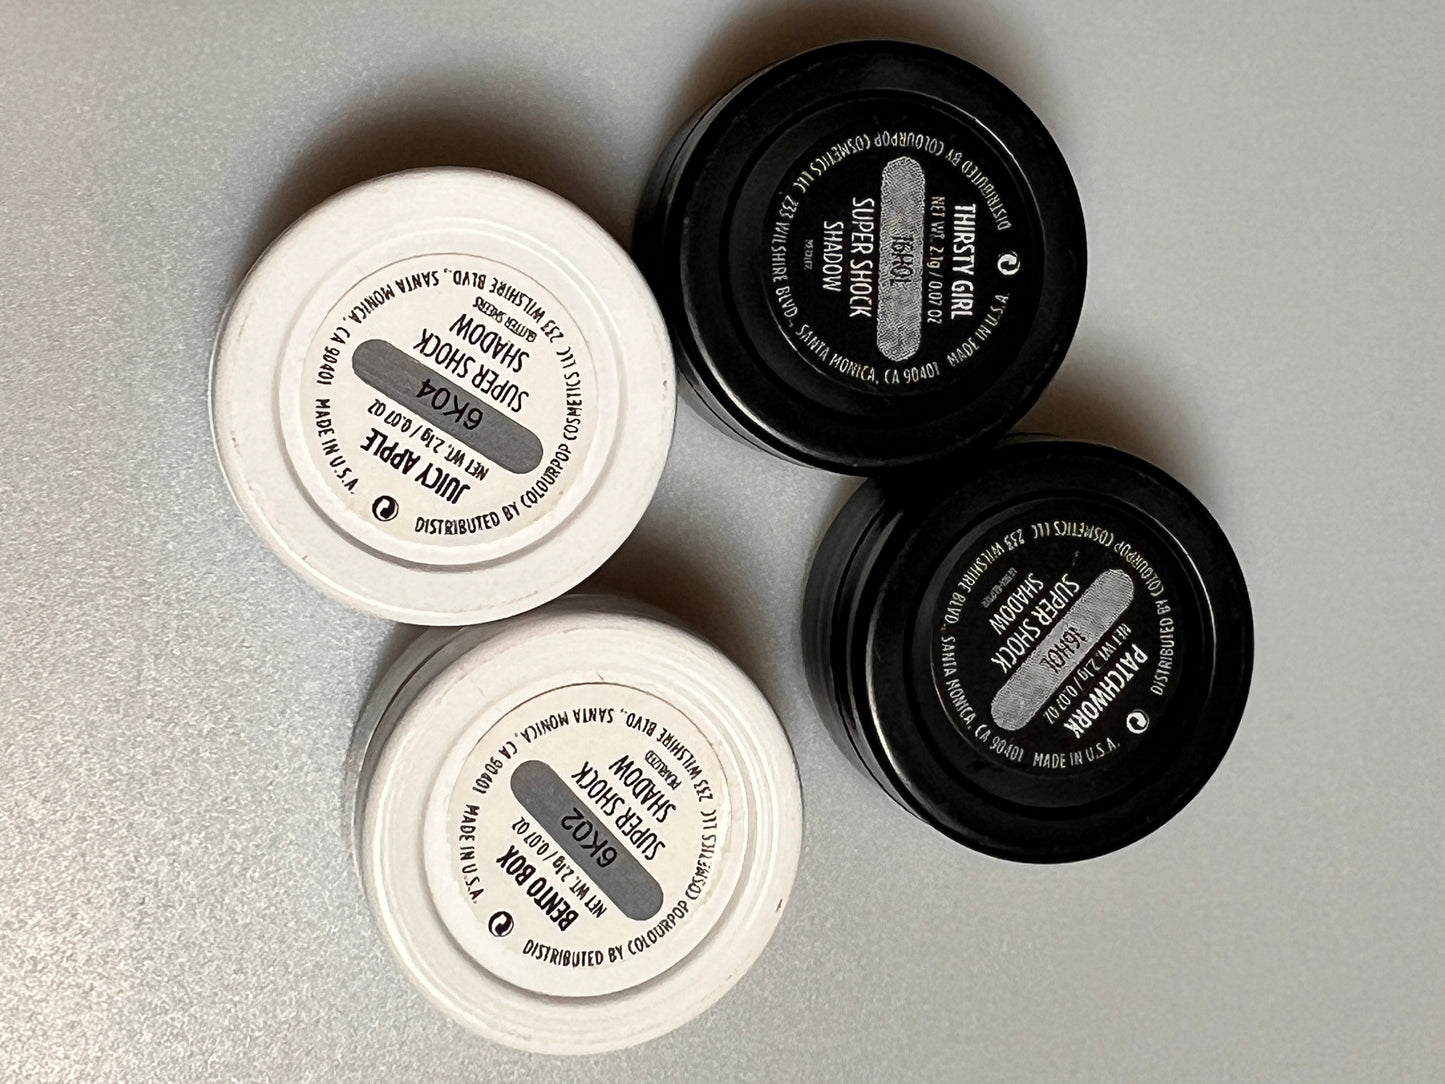 JUICY APPLE
NET WT. 2.1g / 0.07 OZ
6K04
SUPER SHOCK
SHADOW
GLITTER SHEERS
DISTRIBUTED BY COLOURPOP COSMETICS LLC 233 WILSHIRE BLVD., SANTA MONICA, CA 90401 MADE IN U.S.A.
THIRSTY GIRL
NET WT. 2.1g / 0.07 OZ
16H01
SUPER SHOCK
SHADOW
DISTRIBUTED BY COLOURPOP COSMETICS LLC 233 WILSHIRE BLVD., SANTA MONICA, CA 90401 MADE IN U.S.A.
BENTO BOX
NET WT. 2.1g / 0.07 OZ
6K02
SUPER SHOCK
SHADOW
PEARLIZED
DISTRIBUTED BY COLOURPOP COSMETICS LLC 233 WILSHIRE BLVD., SANTA MONICA, CA 90401 MADE IN U.S.A.
PATCHWORK
NET WT. 2.1g / 0.07 OZ
16H01
SUPER SHOCK
SHADOW
DISTRIBUTED BY COLOURPOP COSMETICS LLC 233 WILSHIRE BLVD., SANTA MONICA, CA 90401 MADE IN U.S.A.